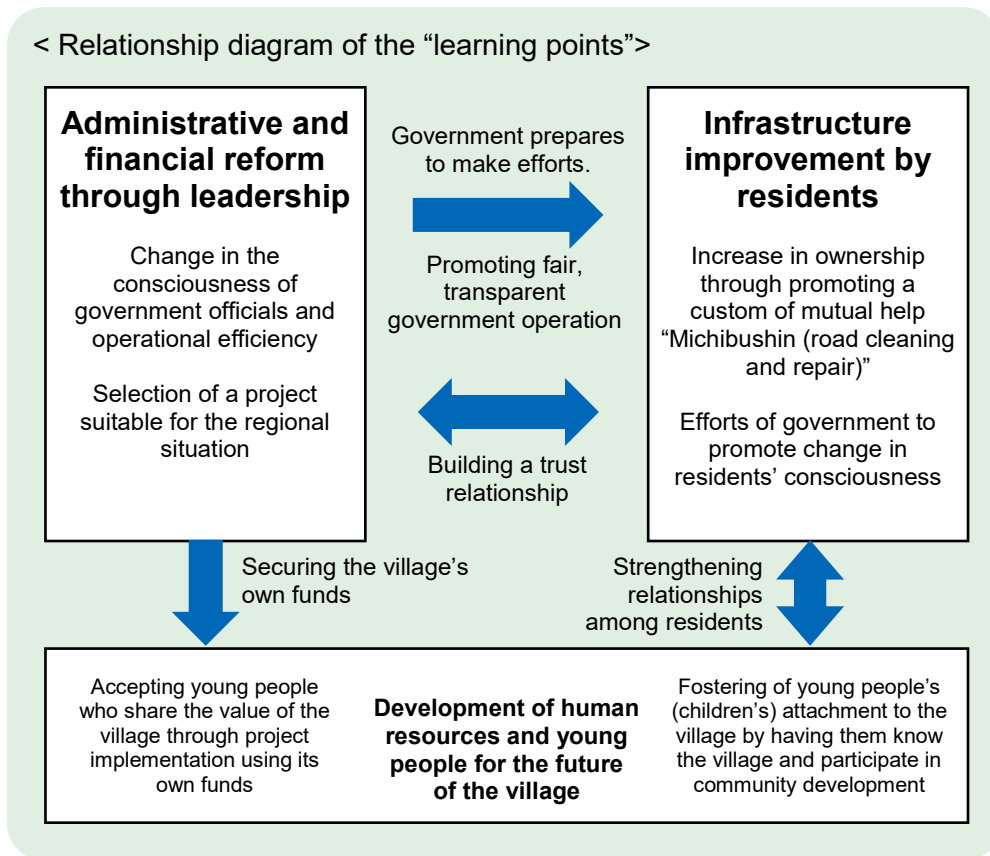 < Relationship diagram of the “learning points”>
Administrative and
financial reform
through leadership
Change in the
consciousness of
government officials and
operational efficiency
Selection of a project
suitable for the regional
situation
Government prepares
to make efforts.
Promoting fair,
transparent
government operation
Building a trust
relationship
Infrastructure
improvement by
residents
Increase in ownership
through promoting a
custom of mutual help
“Michibushin (road cleaning
and repair)”
Efforts of government to
promote change in
residents’ consciousness
Securing the village’s
own funds
Strengthening
relationships
among residents
Accepting young people
who share the value of the
village through project
implementation using its
own funds
Development of human
resources and young
people for the future
of the village
Fostering of young people’s
(children’s) attachment to the
village by having them know
the village and participate in
community development